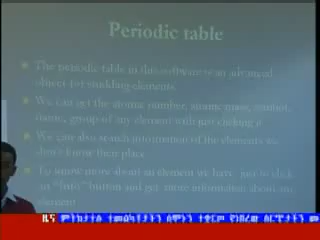 Periodic table
The periodic table in this software is an advanced
object for studding elements.
We can get the atomic number, atomic mass, symbol,
name, group of any element with just clicking it
We can also search information of the elements we
don't know their place
To know more about an element we have just to click
an "Info" button and get more information about an
element
ዜና